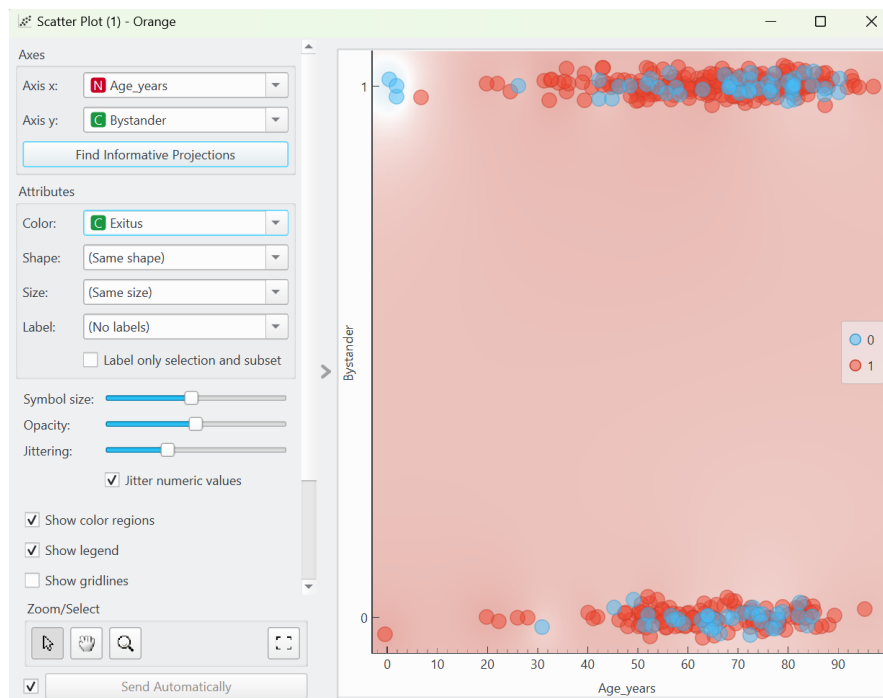 Scatter Plot (1) - Orange
Axes
Axis x: N Age_years
Axis y: C Bystander
Find Informative Projections
Attributes
Color: C Exitus
Shape: (Same shape)
Size: (Same size)
Label: (No labels)
Label only selection and subset
Symbol size:
Opacity:
Jittering:
Jitter numeric values
Show color regions
Show legend
Show gridlines
Zoom/Select
Send Automatically
1
Bystander
0
0
1
0 10 20 30 40 50 60 70 80 90
Age_years